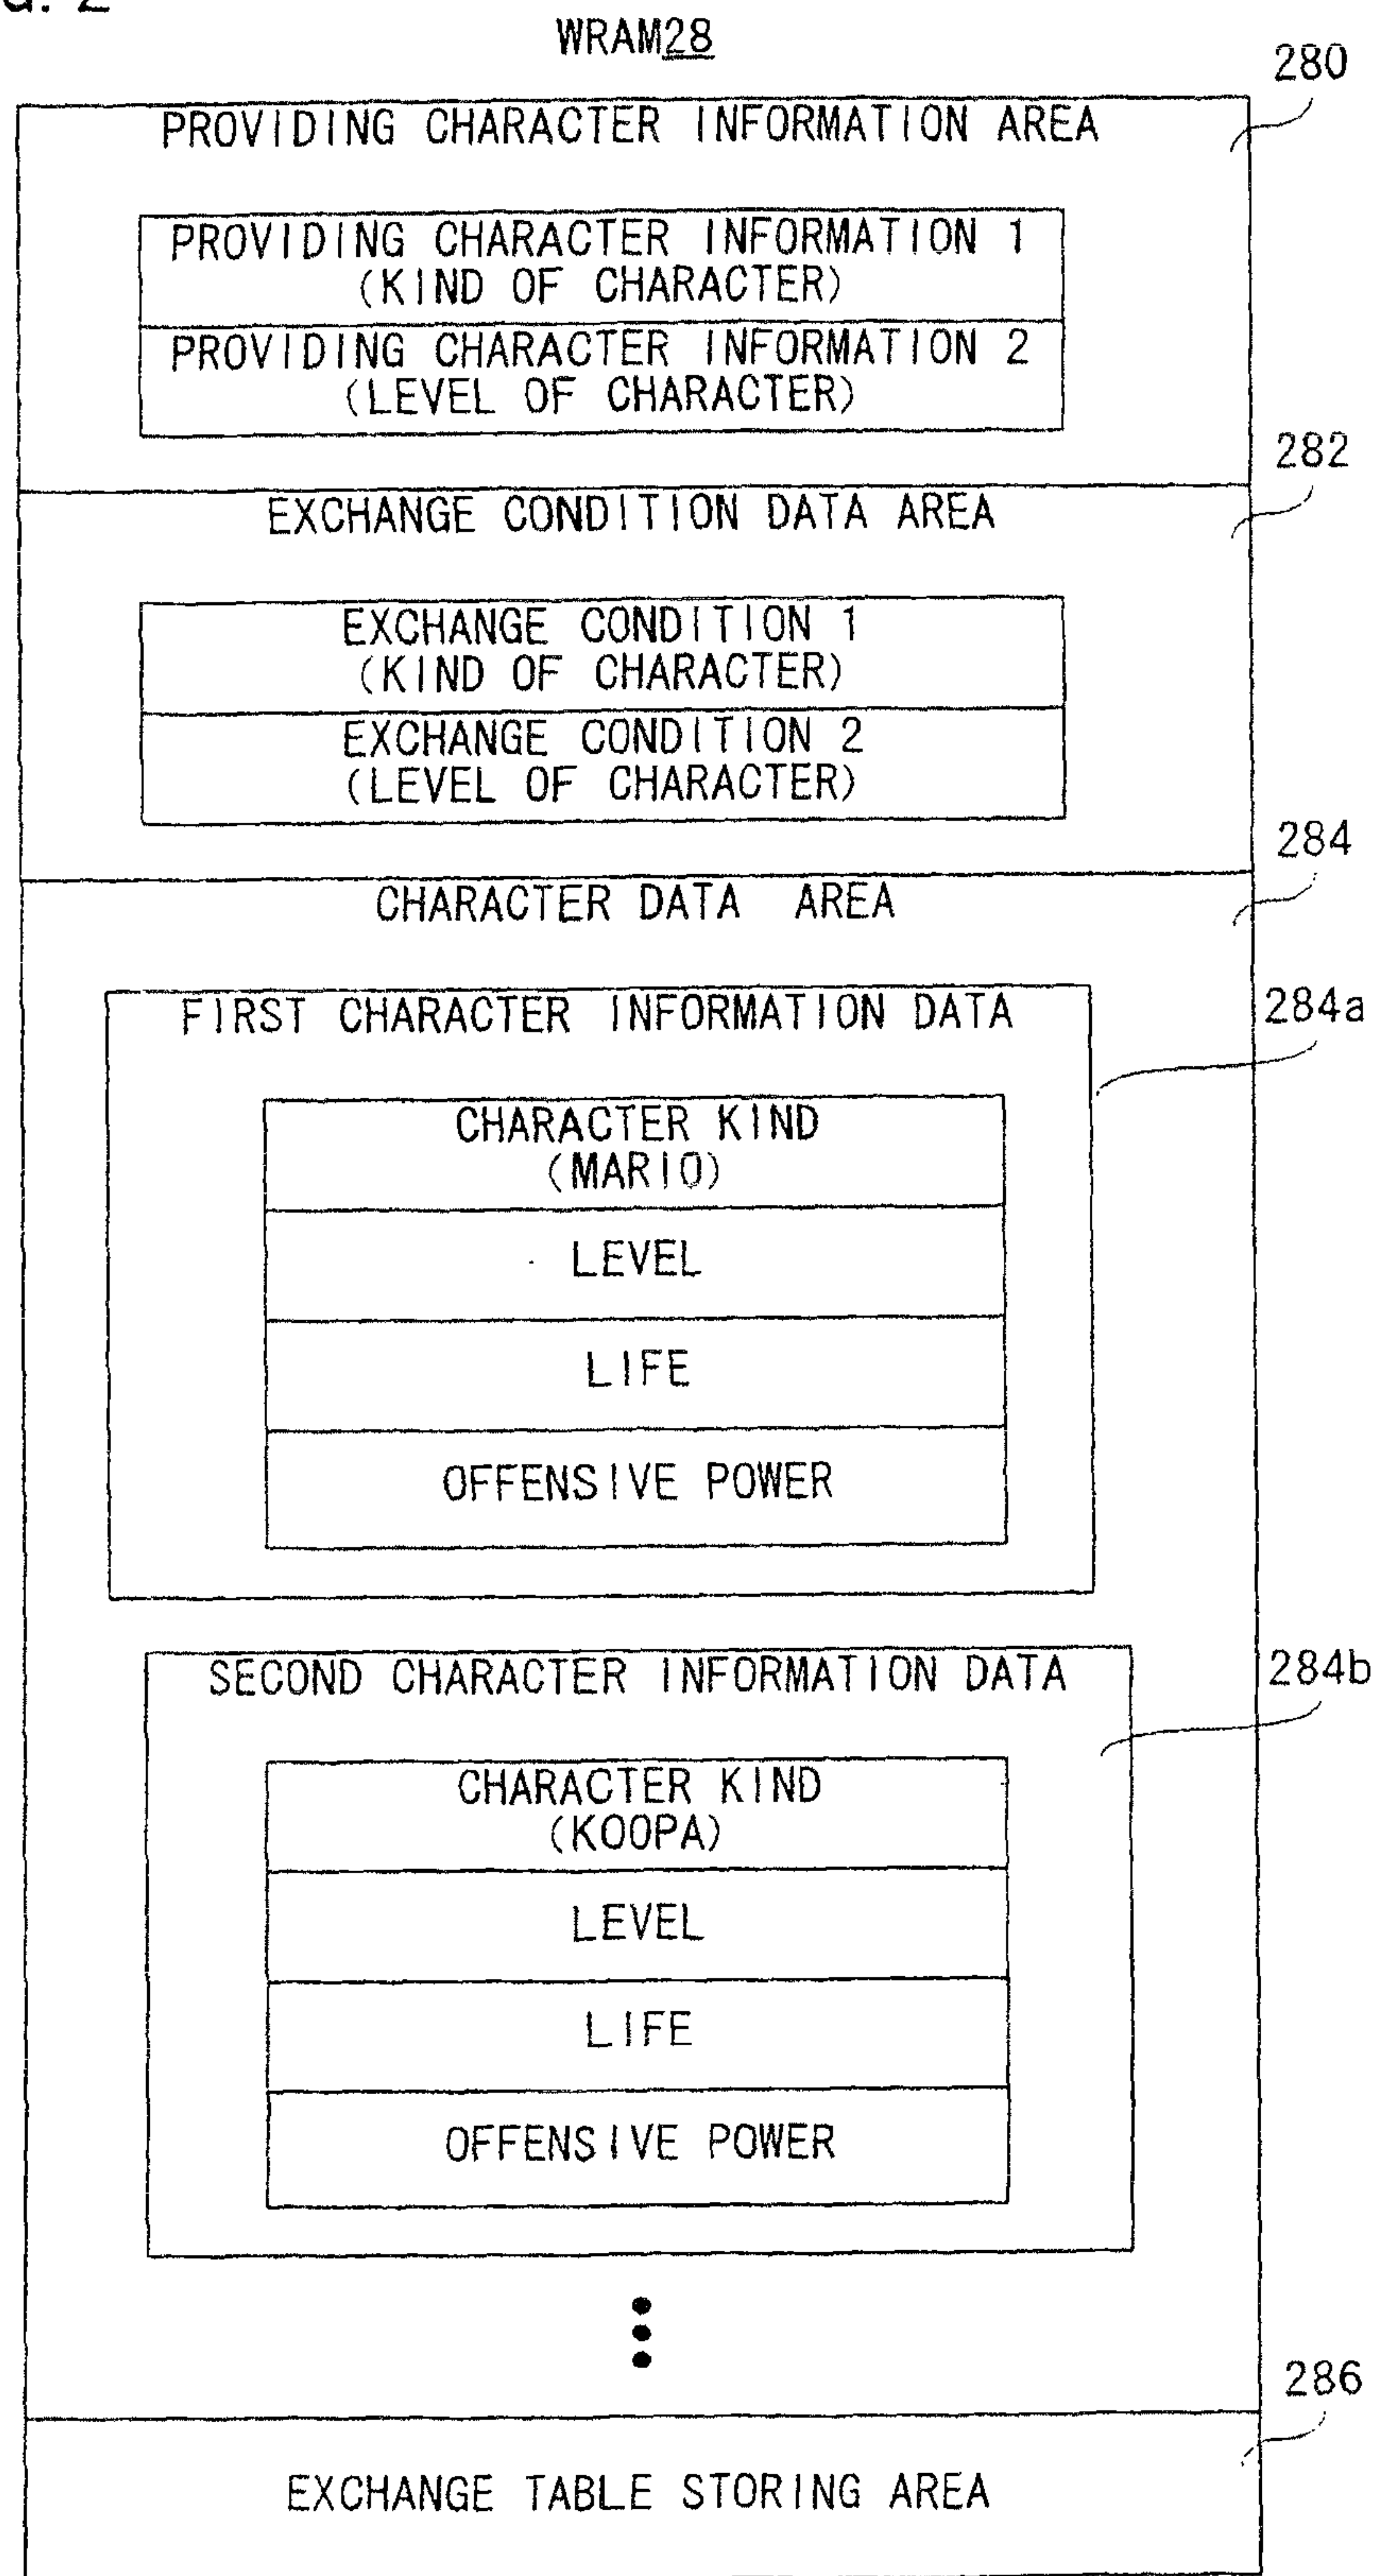 G. 2
WRAM28
280
PROVIDING CHARACTER INFORMATION AREA
PROVIDING CHARACTER INFORMATION 1
(KIND OF CHARACTER)
PROVIDING CHARACTER INFORMATION 2
(LEVEL OF CHARACTER)
282
EXCHANGE CONDITION DATA AREA
EXCHANGE CONDITION 1
(KIND OF CHARACTER)
EXCHANGE CONDITION 2
(LEVEL OF CHARACTER)
284
CHARACTER DATA AREA
284a
FIRST CHARACTER INFORMATION DATA
CHARACTER KIND
(MARIO)
LEVEL
LIFE
OFFENSIVE POWER
284b
SECOND CHARACTER INFORMATION DATA
CHARACTER KIND
(KOOPA)
LEVEL
LIFE
OFFENSIVE POWER
286
EXCHANGE TABLE STORING AREA